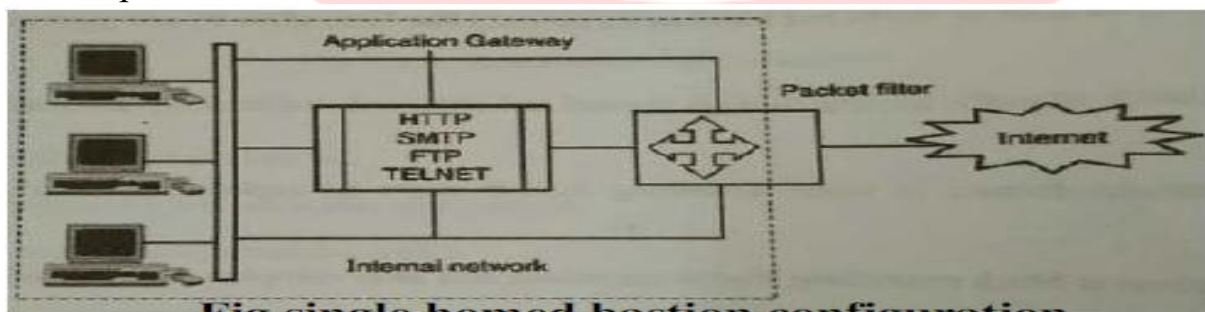 Application Gateway
Packet filter
HTTP
SMTP
FTP
TELNET
Internet
Internal network
Fig single homed bastion configuration